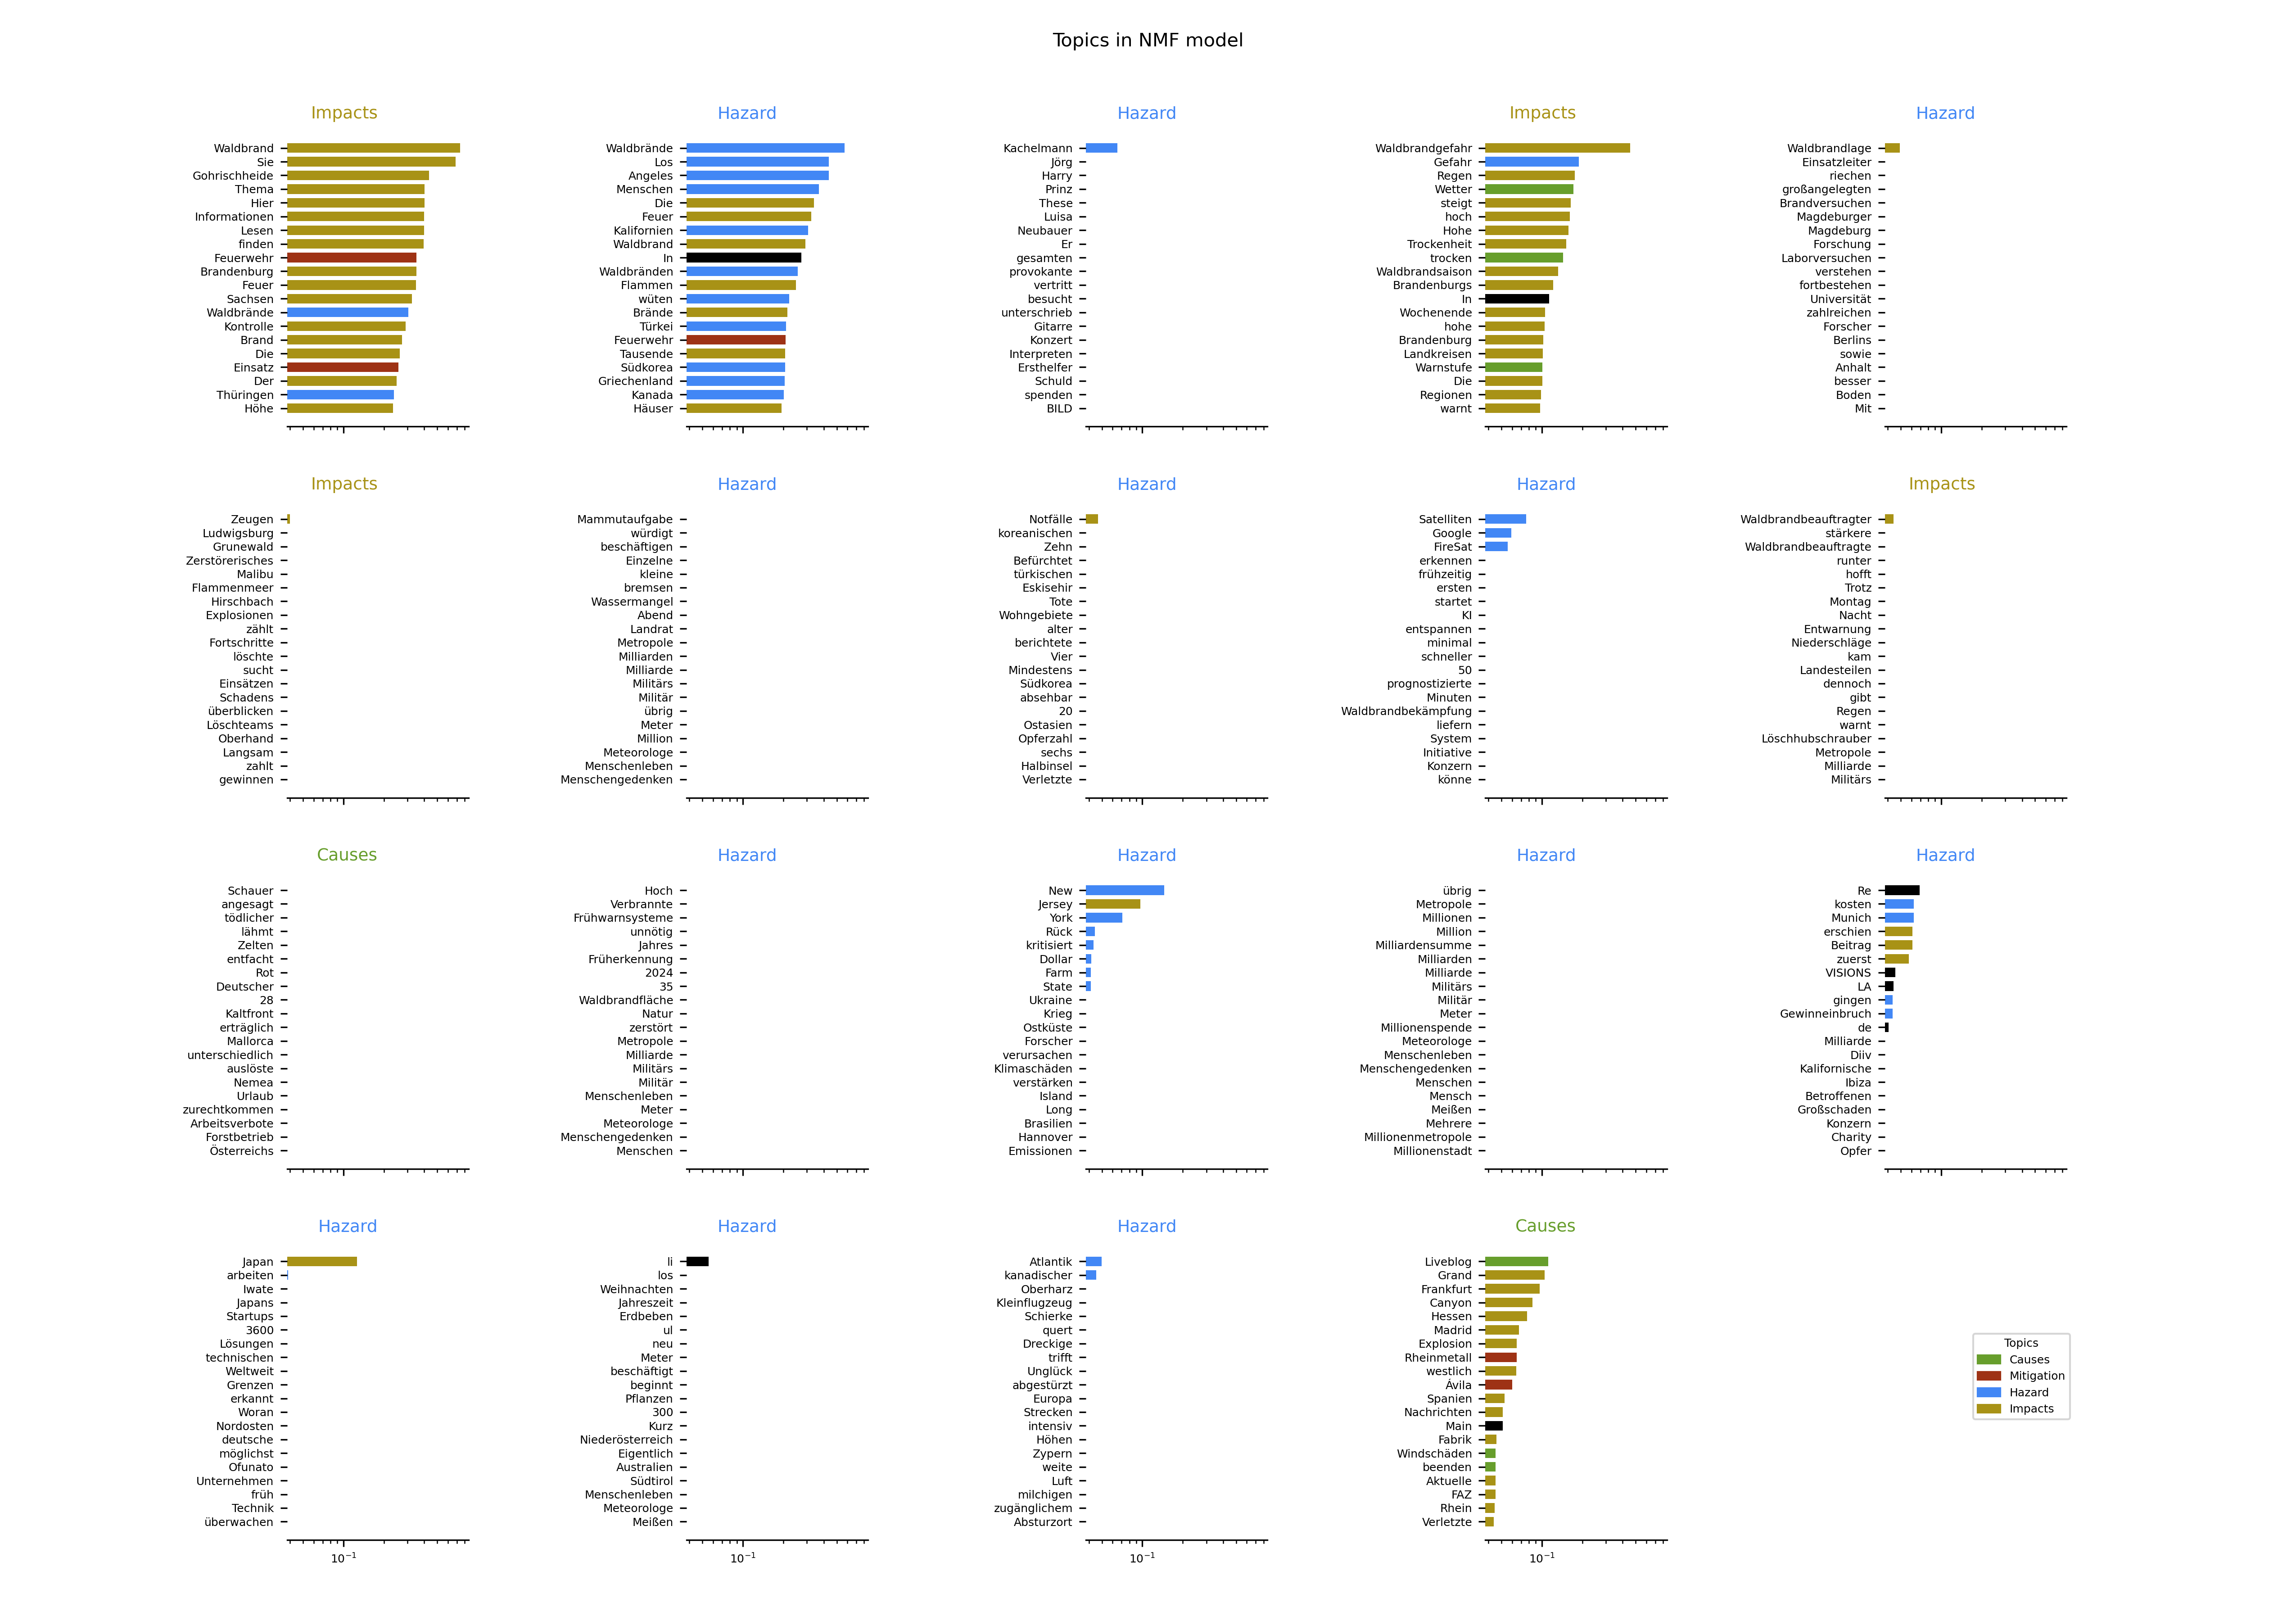 Topics in NMF model
Impacts
Waldbrand
Sie
Gohrischheide
Thema
Hier
Informationen
Lesen
finden
Feuerwehr
Brandenburg
Feuer
Sachsen
Waldbrände
Kontrolle
Brand
Die
Einsatz
Der
Thüringen
Höhe
Hazard
Waldbrände
Los
Angeles
Menschen
Die
Feuer
Kalifornien
Waldbrand
In
Waldbränden
Flammen
wüten
Brände
Türkei
Feuerwehr
Tausende
Südkorea
Griechenland
Kanada
Häuser
Hazard
Kachelmann
Jörg
Harry
Prinz
These
Luisa
Neubauer
Er
gesamten
provokante
vertritt
besucht
unterschrieb
Gitarre
Konzert
Interpreten
Ersthelfer
Schuld
spenden
BILD
Impacts
Waldbrandgefahr
Gefahr
Regen
Wetter
steigt
hoch
Hohe
Trockenheit
trocken
Waldbrandsaison
Brandenburgs
In
Wochenende
hohe
Brandenburg
Landkreisen
Warnstufe
Die
Regionen
warnt
Hazard
Waldbrandlage
Einsatzleiter
riechen
großangelegten
Brandversuchen
Magdeburger
Magdeburg
Forschung
Laborversuchen
verstehen
fortbestehen
Universität
zahlreichen
Forscher
Berlins
sowie
Anhalt
besser
Boden
Mit
Impacts
Zeugen
Ludwigsburg
Grunewald
Zerstörerisches
Malibu
Flammenmeer
Hirschbach
Explosionen
zählt
Fortschritte
löschte
sucht
Einsätzen
Schadens
überblicken
Löschteams
Oberhand
Langsam
zahlt
gewinnen
Hazard
Mammutaufgabe
würdigt
beschäftigen
Einzelne
kleine
bremsen
Wassermangel
Abend
Landrat
Metropole
Milliarden
Milliarde
Militärs
Militär
übrig
Meter
Million
Meteorologe
Menschenleben
Menschengedenken
Hazard
Notfälle
koreanischen
Zehn
Befürchtet
türkischen
Eskisehir
Tote
Wohngebiete
alter
berichtete
Vier
Mindestens
Südkorea
absehbar
20
Ostasien
Opferzahl
sechs
Halbinsel
Verletzte
Hazard
Satelliten
Google
FireSat
erkennen
frühzeitig
ersten
startet
KI
entspannen
minimal
schneller
50
prognostizierte
Minuten
Waldbrandbekämpfung
liefern
System
Initiative
Konzern
könne
Impacts
Waldbrandbeauftragter
stärkere
Waldbrandbeauftragte
runter
hofft
Trotz
Montag
Nacht
Entwarnung
Niederschläge
kam
Landesteilen
dennoch
gibt
Regen
warnt
Löschhubschrauber
Metropole
Milliarde
Militärs
Causes
Schauer
angesagt
tödlicher
lähmt
Zelten
entfacht
Rot
Deutscher
28
Kaltfront
erträglich
Mallorca
unterschiedlich
auslöste
Nemea
Urlaub
zurechtkommen
Arbeitsverbote
Forstbetrieb
Österreichs
Hazard
Hoch
Verbrannte
Frühwarnsysteme
unnötig
Jahres
Früherkennung
2024
35
Waldbrandfläche
Natur
zerstört
Metropole
Milliarde
Militärs
Militär
Menschenleben
Meter
Meteorologe
Menschengedenken
Menschen
Hazard
New
Jersey
York
Rück
kritisiert
Dollar
Farm
State
Ukraine
Krieg
Ostküste
Forscher
verursachen
Klimaschäden
verstärken
Island
Long
Brasilien
Hannover
Emissionen
Hazard
übrig
Metropole
Millionen
Million
Milliardensumme
Milliarden
Milliarde
Militärs
Militär
Meter
Millionenspende
Meteorologe
Menschenleben
Menschengedenken
Menschen
Mensch
Meißen
Mehrere
Millionenmetropole
Millionenstadt
Hazard
Re
kosten
Munich
erschien
Beitrag
zuerst
VISIONS
LA
gingen
Gewinneinbruch
de
Milliarde
Diiv
Kalifornische
Ibiza
Betroffenen
Großschaden
Konzern
Charity
Opfer
Hazard
Japan
arbeiten
Iwate
Japans
Startups
3600
Lösungen
technischen
Weltweit
Grenzen
erkannt
Woran
Nordosten
deutsche
möglichst
Ofunato
Unternehmen
früh
Technik
überwachen
10⁻¹
Hazard
li
los
Weihnachten
Jahreszeit
Erdbeben
ul
neu
Meter
beschäftigt
beginnt
Pflanzen
300
Kurz
Niederösterreich
Eigentlich
Australien
Südtirol
Menschenleben
Meteorologe
Meißen
10⁻¹
Hazard
Atlantik
kanadischer
Oberharz
Kleinflugzeug
Schierke
quert
Dreckige
trifft
Unglück
abgestürzt
Europa
Strecken
intensiv
Höhen
Zypern
weite
Luft
milchigen
zugänglichem
Absturzort
10⁻¹
Causes
Liveblog
Grand
Frankfurt
Canyon
Hessen
Madrid
Explosion
Rheinmetall
westlich
Ávila
Spanien
Nachrichten
Main
Fabrik
Windschäden
beenden
Aktuelle
FAZ
Rhein
Verletzte
10⁻¹
Topics
Causes
Mitigation
Hazard
Impacts